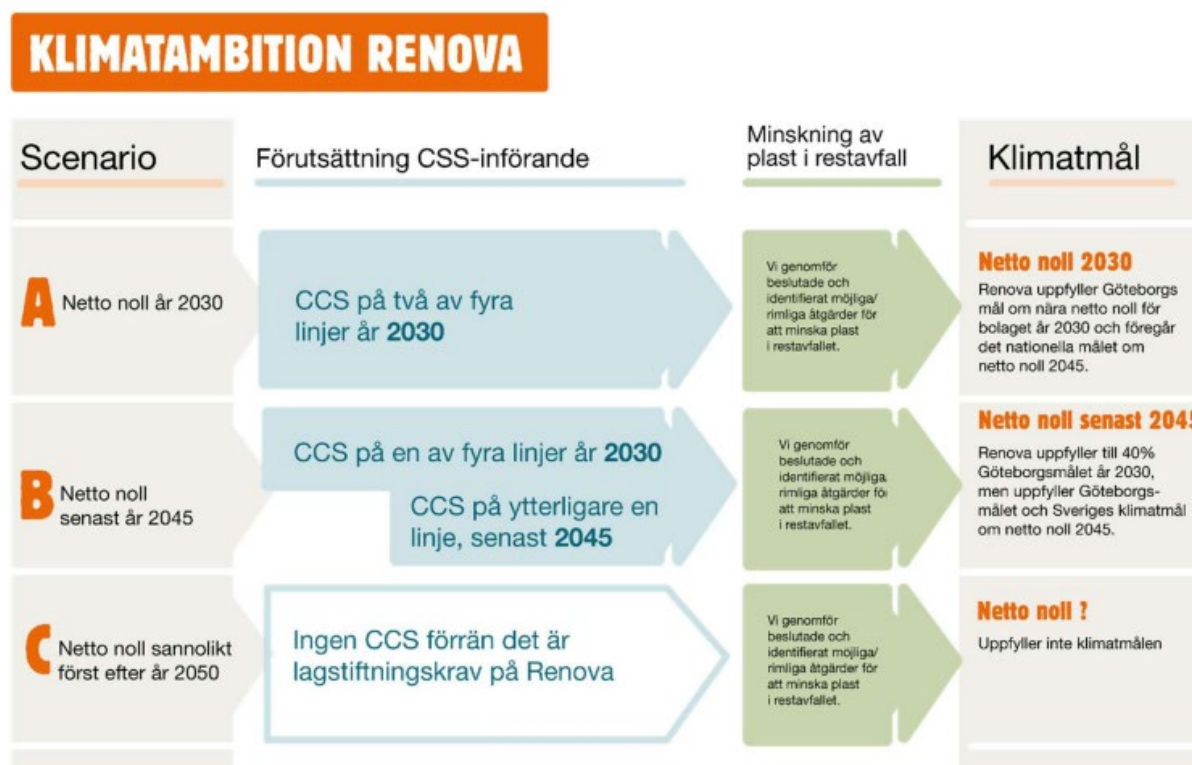 KLIMATAMBITION RENOVA
Scenario
Förutsättning CSS-införande
Minskning av
plast i restavfall
Klimatmål
A
Netto noll år 2030
CCS på två av fyra
linjer år 2030
Vi genomför
beslutade och
identifierat möjliga/
rimliga åtgärder för
att minska plast
i restavfallet.
Netto noll 2030
Renova uppfyller Göteborgs
mål om nära netto noll för
bolaget år 2030 och föregår
det nationella målet om
netto noll 2045.
B
Netto noll
senast år 2045
CCS på en av fyra linjer år 2030
CCS på ytterligare en
linje, senast 2045
Vi genomför
beslutade och
identifierat möjliga
rimliga åtgärder fö
att minska plast
i restavfallet.
Netto noll senast 2045
Renova uppfyller till 40%
Göteborgsmålet år 2030,
men uppfyller Göteborgs-
målet och Sveriges klimatmål
om netto noll 2045.
C
Netto noll sannolikt
först efter år 2050
Ingen CCS förrän det är
lagstiftningskrav på Renova
Vi genomför
beslutade och
identifierat möjliga/
rimliga åtgärder för
att minska plast
i restavfallet.
Netto noll ?
Uppfyller inte klimatmålen